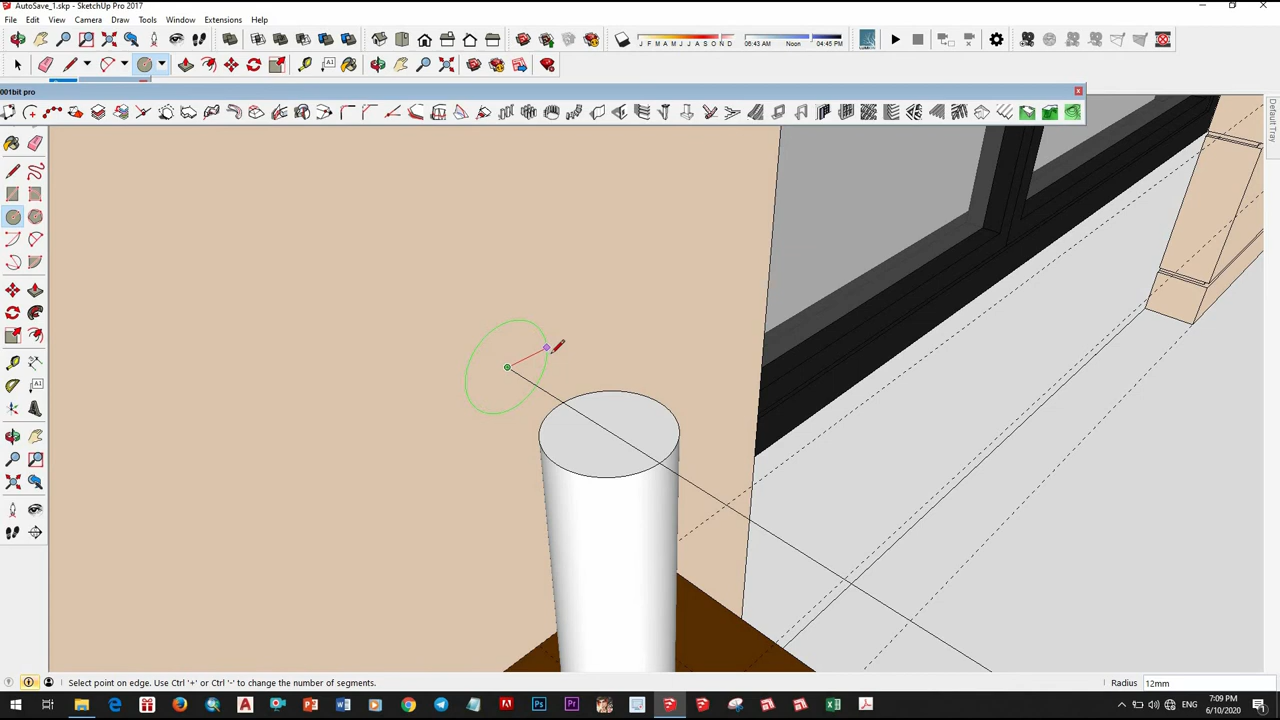 AutoSave_1.skp - SketchUp Pro 2017
File Edit View Camera Draw Tools Window Extensions Help
J F M A M J J A S O N D
06:43 AM Noon 04:45 PM
001bit pro
Default Tray
Select point on edge. Use Ctrl '+' or Ctrl '-' to change the number of segments.
Radius 12mm
7:09 PM
ENG
6/10/2020